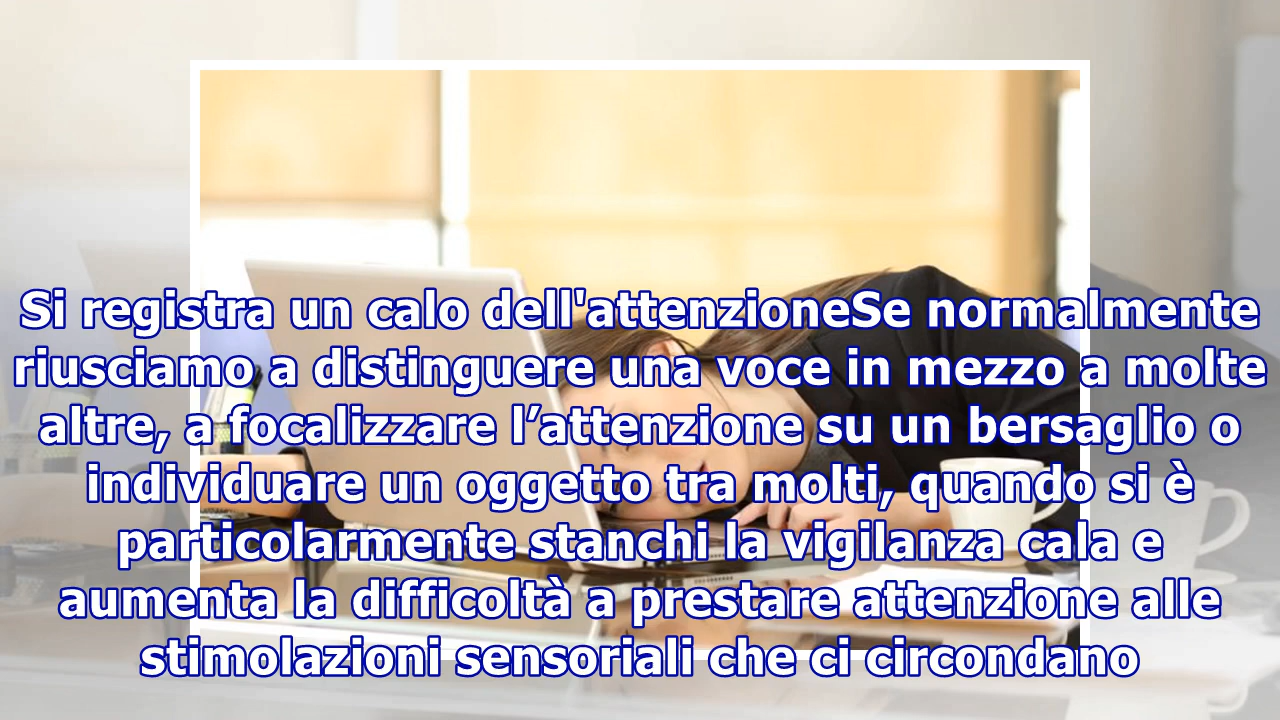 Si registra un calo dell'attenzioneSe normalmente
riusciamo a distinguere una voce in mezzo a molte
altre, a focalizzare l’attenzione su un bersaglio o
individuare un oggetto tra molti, quando si è
particolarmente stanchi la vigilanza cala e
aumenta la difficoltà a prestare attenzione alle
stimolazioni sensoriali che ci circondano